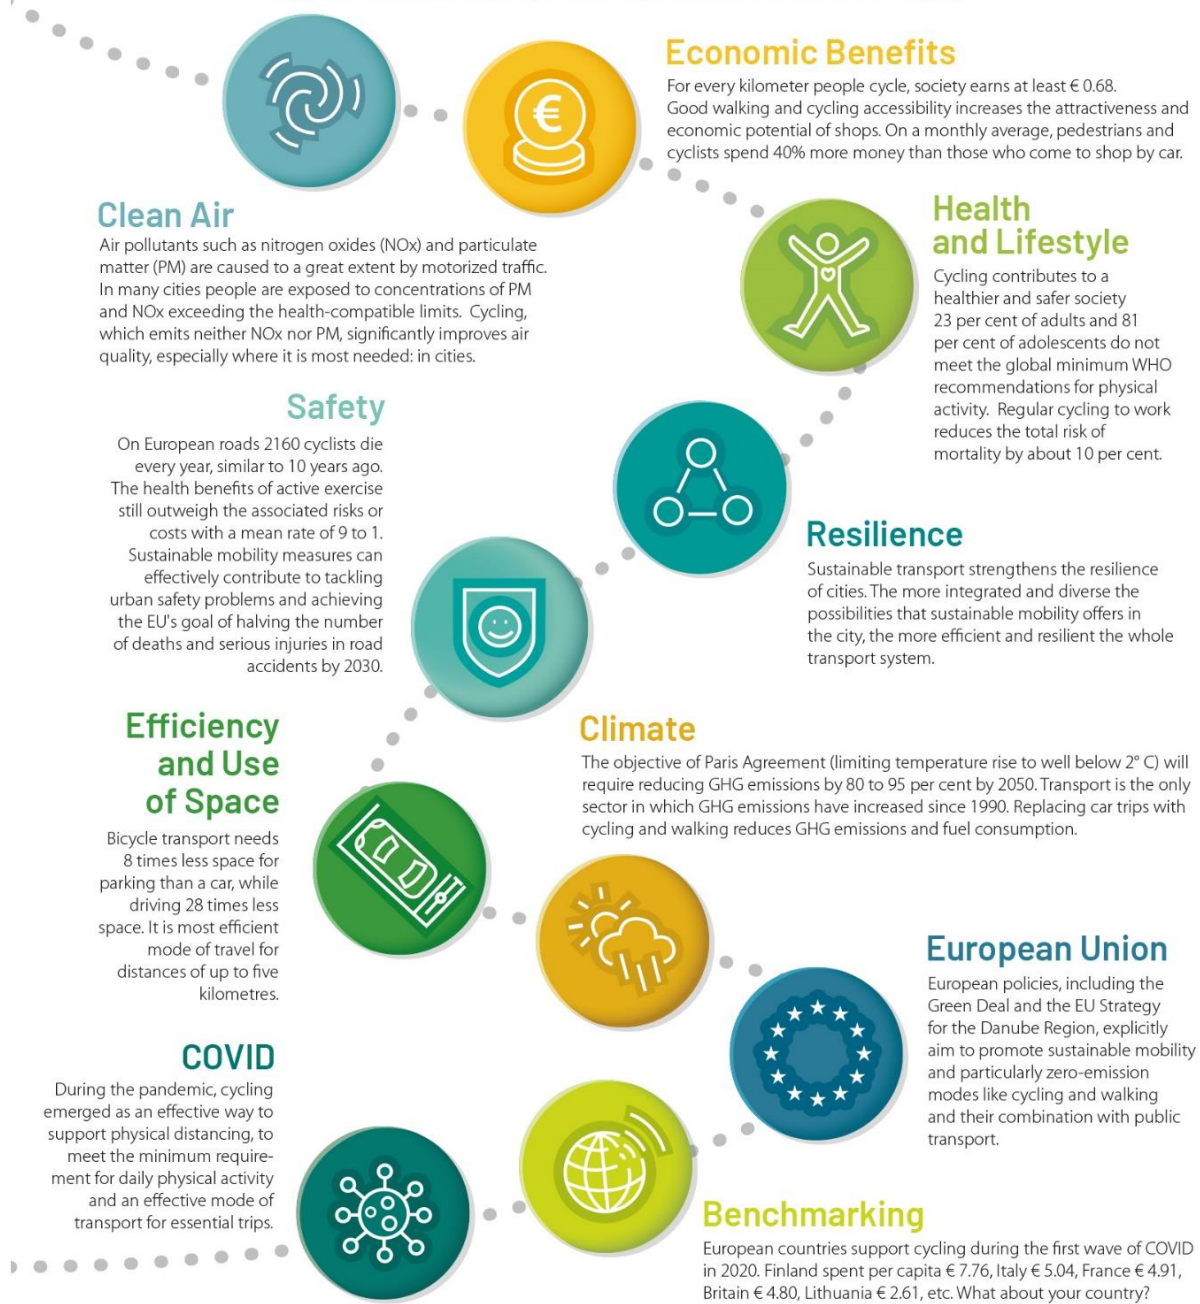 Economic Benefits
For every kilometer people cycle, society earns at least € 0.68.
Good walking and cycling accessibility increases the attractiveness and
economic potential of shops. On a monthly average, pedestrians and
cyclists spend 40% more money than those who come to shop by car.
€
Clean Air
Air pollutants such as nitrogen oxides (NOx) and particulate
matter (PM) are caused to a great extent by motorized traffic.
In many cities people are exposed to concentrations of PM
and NOx exceeding the health-compatible limits. Cycling,
which emits neither NOx nor PM, significantly improves air
quality, especially where it is most needed: in cities.
Health
and Lifestyle
Cycling contributes to a
healthier and safer society
23 per cent of adults and 81
per cent of adolescents do not
meet the global minimum WHO
recommendations for physical
activity. Regular cycling to work
reduces the total risk of
mortality by about 10 per cent.
Safety
On European roads 2160 cyclists die
every year, similar to 10 years ago.
The health benefits of active exercise
still outweigh the associated risks or
costs with a mean rate of 9 to 1.
Sustainable mobility measures can
effectively contribute to tackling
urban safety problems and achieving
the EU's goal of halving the number
of deaths and serious injuries in road
accidents by 2030.
Resilience
Sustainable transport strengthens the resilience
of cities. The more integrated and diverse the
possibilities that sustainable mobility offers in
the city, the more efficient and resilient the whole
transport system.
Efficiency
and Use
of Space
Bicycle transport needs
8 times less space for
parking than a car, while
driving 28 times less
space. It is most efficient
mode of travel for
distances of up to five
kilometres.
Climate
The objective of Paris Agreement (limiting temperature rise to well below 2° C) will
require reducing GHG emissions by 80 to 95 per cent by 2050. Transport is the only
sector in which GHG emissions have increased since 1990. Replacing car trips with
cycling and walking reduces GHG emissions and fuel consumption.
European Union
European policies, including the
Green Deal and the EU Strategy
for the Danube Region, explicitly
aim to promote sustainable mobility
and particularly zero-emission
modes like cycling and walking
and their combination with public
transport.
COVID
During the pandemic, cycling
emerged as an effective way to
support physical distancing, to
meet the minimum require-
ment for daily physical activity
and an effective mode of
transport for essential trips.
Benchmarking
European countries support cycling during the first wave of COVID
in 2020. Finland spent per capita € 7.76, Italy € 5.04, France € 4.91,
Britain € 4.80, Lithuania € 2.61, etc. What about your country?